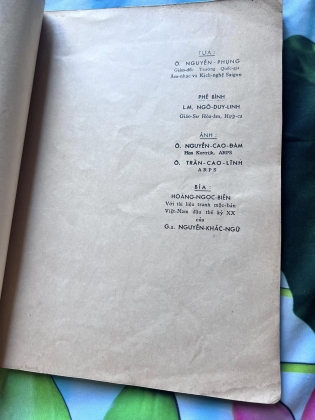 TỰA :
Ô. NGUYỄN-PHỤNG
Giám-đốc Trường Quốc-gia
Âm-nhạc và Kịch-nghệ Saigon
PHÊ BÌNH
L.M. NGÔ-DUY-LINH
Giáo-Sư Hòa-âm, Hợp-ca
ẢNH :
Ô. NGUYỄN-CAO-ĐÀM
Hon Kortrijk, ARPS
Ô. TRẦN-CAO-LĨNH
ARPS
BÌA :
HOÀNG-NGỌC-BIÊN
Với tài liệu tranh mộc-bản
Việt-Nam đầu thế kỷ XX
của
G.s. NGUYỄN-KHẮC-NGỮ